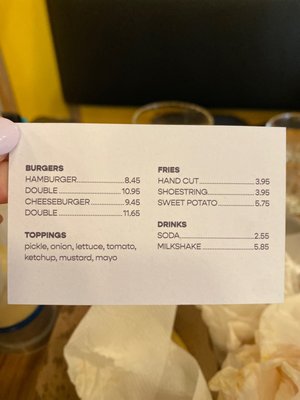 BURGERS
HAMBURGER 8.45
DOUBLE 10.95
CHEESEBURGER 9.45
DOUBLE 11.65
TOPPINGS
pickle, onion, lettuce, tomato,
ketchup, mustard, mayo
FRIES
HAND CUT 3.95
SHOESTRING 3.95
SWEET POTATO 5.75
DRINKS
SODA 2.55
MILKSHAKE 5.85